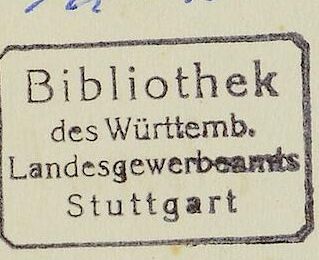 Bibliothek
des Württemb.
Landesgewerbeamts
Stuttgart